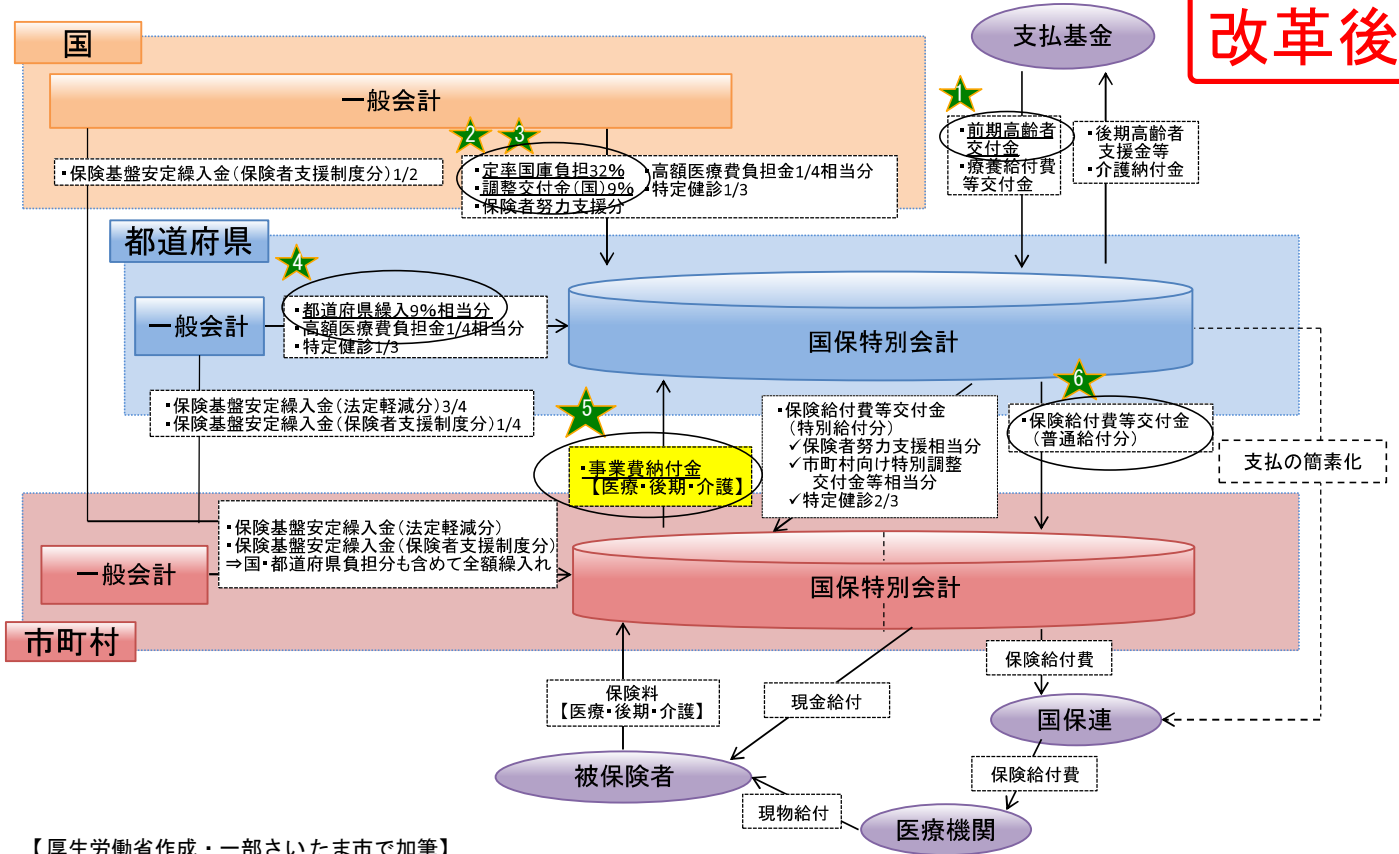 改革後
国
支払基金
一般会計
1
2
3
・前期高齢者
交付金
・療養給付費
等交付金
・後期高齢者
支援金等
・介護納付金
・保険基盤安定繰入金(保険者支援制度分)1/2
・定率国庫負担32%
・調整交付金(国)9%
・保険者努力支援分
・高額医療費負担金1/4相当分
・特定健診1/3
都道府県
4
一般会計
・都道府県繰入9%相当分
・高額医療費負担金1/4相当分
・特定健診1/3
国保特別会計
・保険基盤安定繰入金(法定軽減分)3/4
・保険基盤安定繰入金(保険者支援制度分)1/4
5
6
・事業費納付金
【医療・後期・介護】
・保険給付費等交付金
(特別給付分)
✓保険者努力支援相当分
✓市町村向け特別調整
交付金等相当分
✓特定健診2/3
・保険給付費等交付金
(普通給付分)
支払の簡素化
・保険基盤安定繰入金(法定軽減分)
・保険基盤安定繰入金(保険者支援制度分)
⇒国・都道府県負担分も含めて全額繰入れ
一般会計
国保特別会計
市町村
保険料
【医療・後期・介護】
現金給付
保険給付費
国保連
被保険者
保険給付費
現物給付
医療機関
【厚生労働省作成・一部さいたま市で加筆】